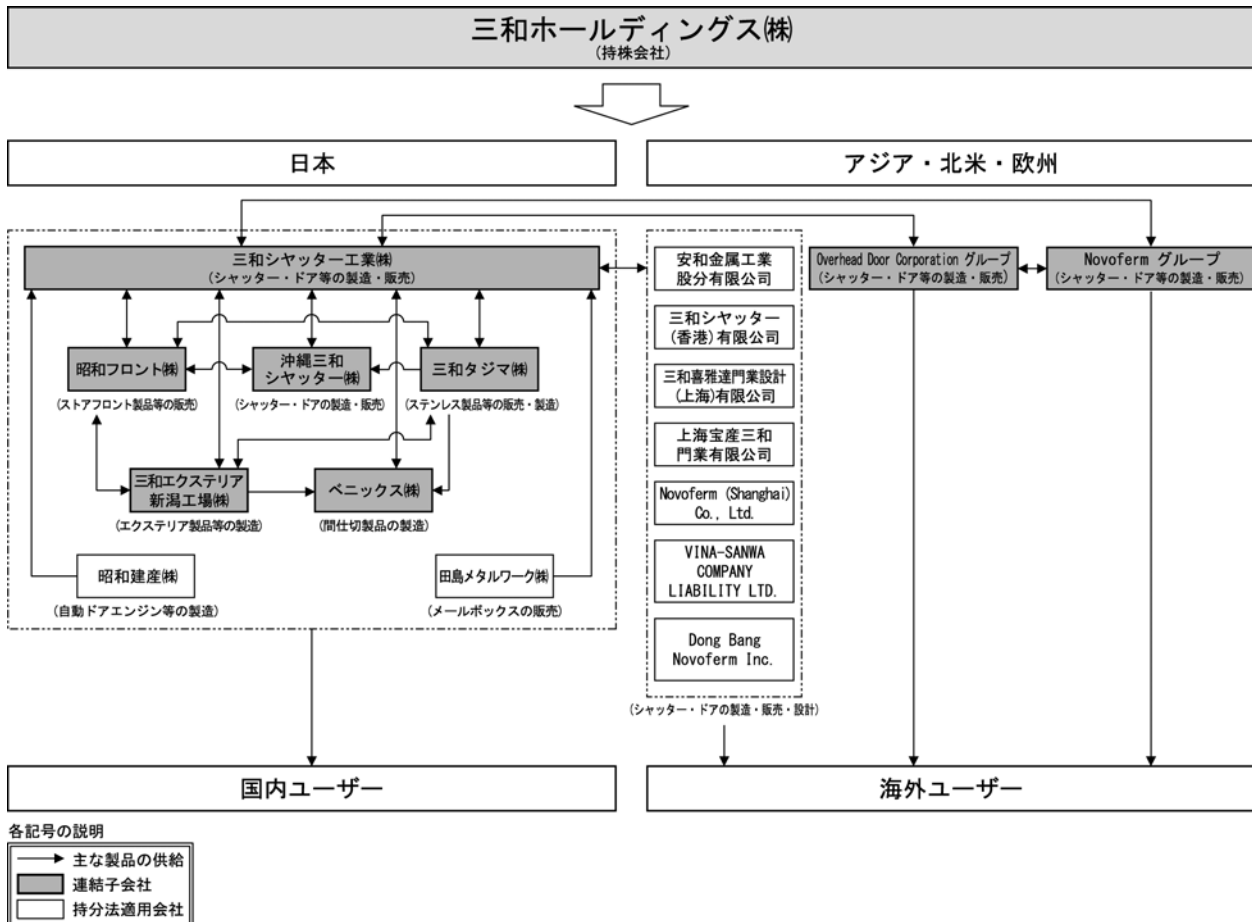 三和ホールディングス㈱
(持株会社)
日本
アジア・北米・欧州
三和シヤッター工業㈱
(シャッター・ドア等の製造・販売)
安和金属工業
股分有限公司
Overhead Door Corporation グループ
(シャッター・ドア等の製造・販売)
Novoferm グループ
(シャッター・ドア等の製造・販売)
三和シヤッター
(香港)有限公司
昭和フロント㈱
(ストアフロント製品等の販売)
沖縄三和
シヤッター㈱
(シャッター・ドアの製造・販売)
三和タジマ㈱
(ステンレス製品等の販売・製造)
三和喜雅達門業設計
(上海)有限公司
上海宝産三和
門業有限公司
三和エクステリア
新潟工場㈱
(エクステリア製品等の製造)
ベニックス㈱
(間仕切製品の製造)
Novoferm (Shanghai)
Co., Ltd.
昭和建産㈱
(自動ドアエンジン等の製造)
田島メタルワーク㈱
(メールボックスの販売)
VINA-SANWA
COMPANY
LIABILITY LTD.
Dong Bang
Novoferm Inc.
(シャッター・ドアの製造・販売・設計)
国内ユーザー
海外ユーザー
各記号の説明
主な製品の供給
連結子会社
持分法適用会社